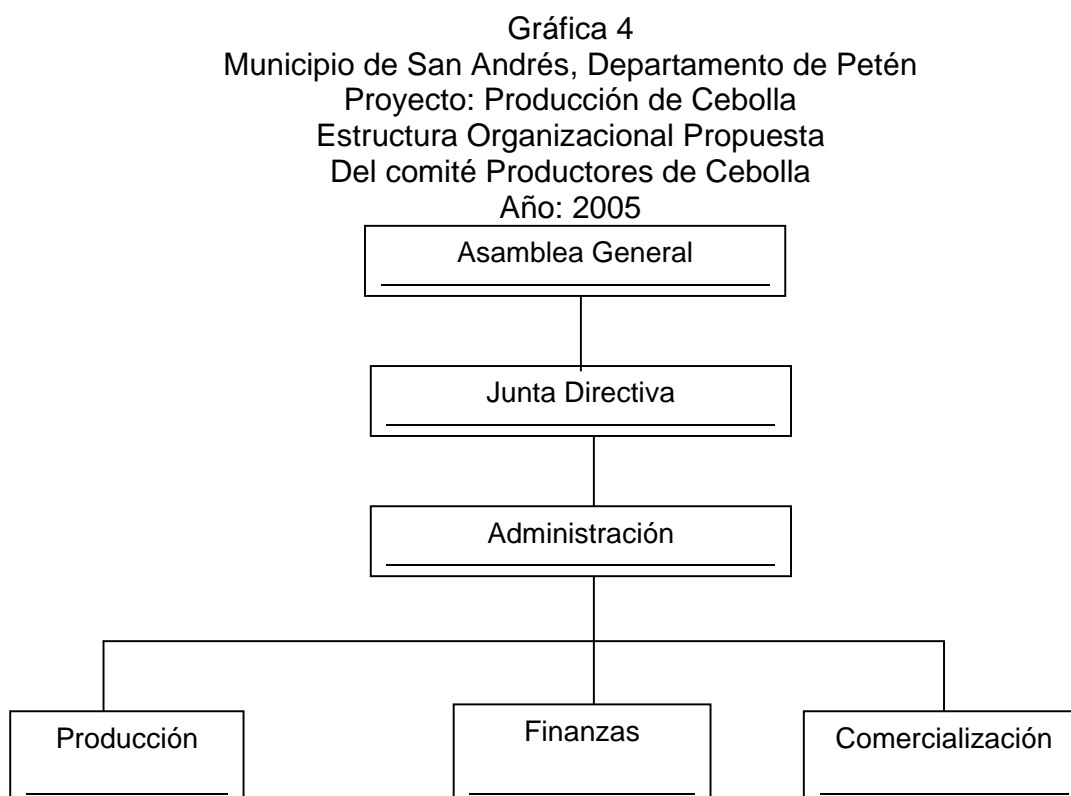 Gráfica 4
Municipio de San Andrés, Departamento de Petén
Proyecto: Producción de Cebolla
Estructura Organizacional Propuesta
Del comité Productores de Cebolla
Año: 2005
Asamblea General
Junta Directiva
Administración
Producción
Finanzas
Comercialización